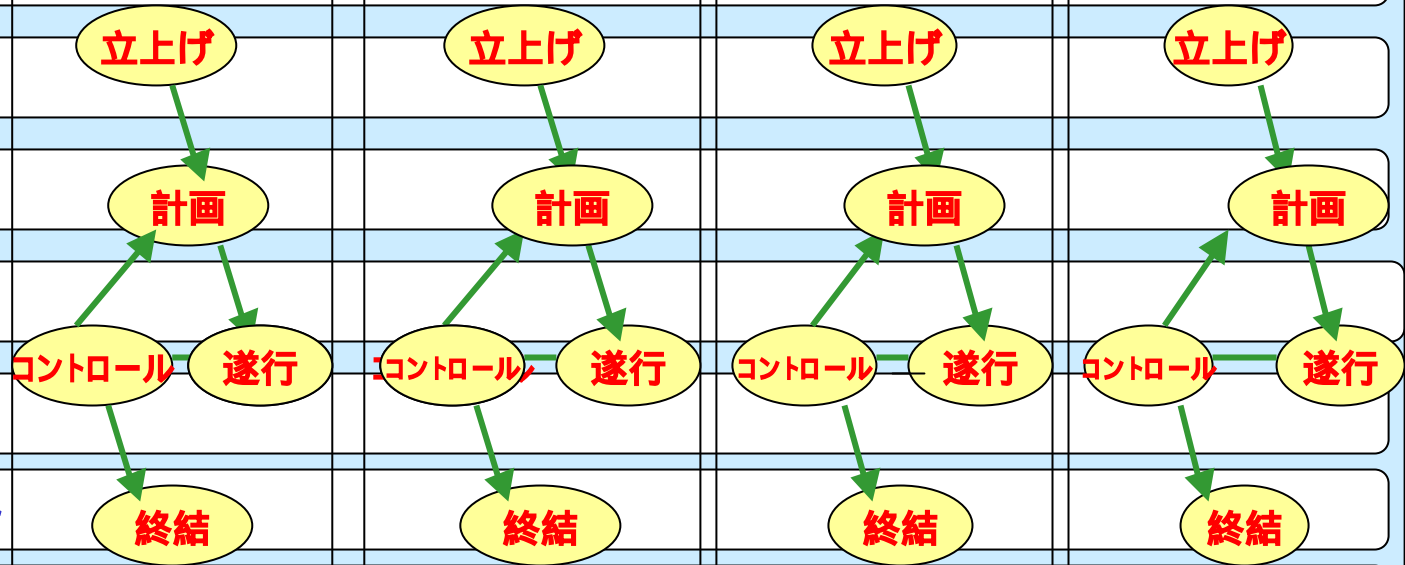 立上げ 立上げ 立上げ 立上げ
計画 計画 計画 計画
コントロール 遂行 コントロール 遂行 コントロール 遂行 コントロール 遂行
終結 終結 終結 終結